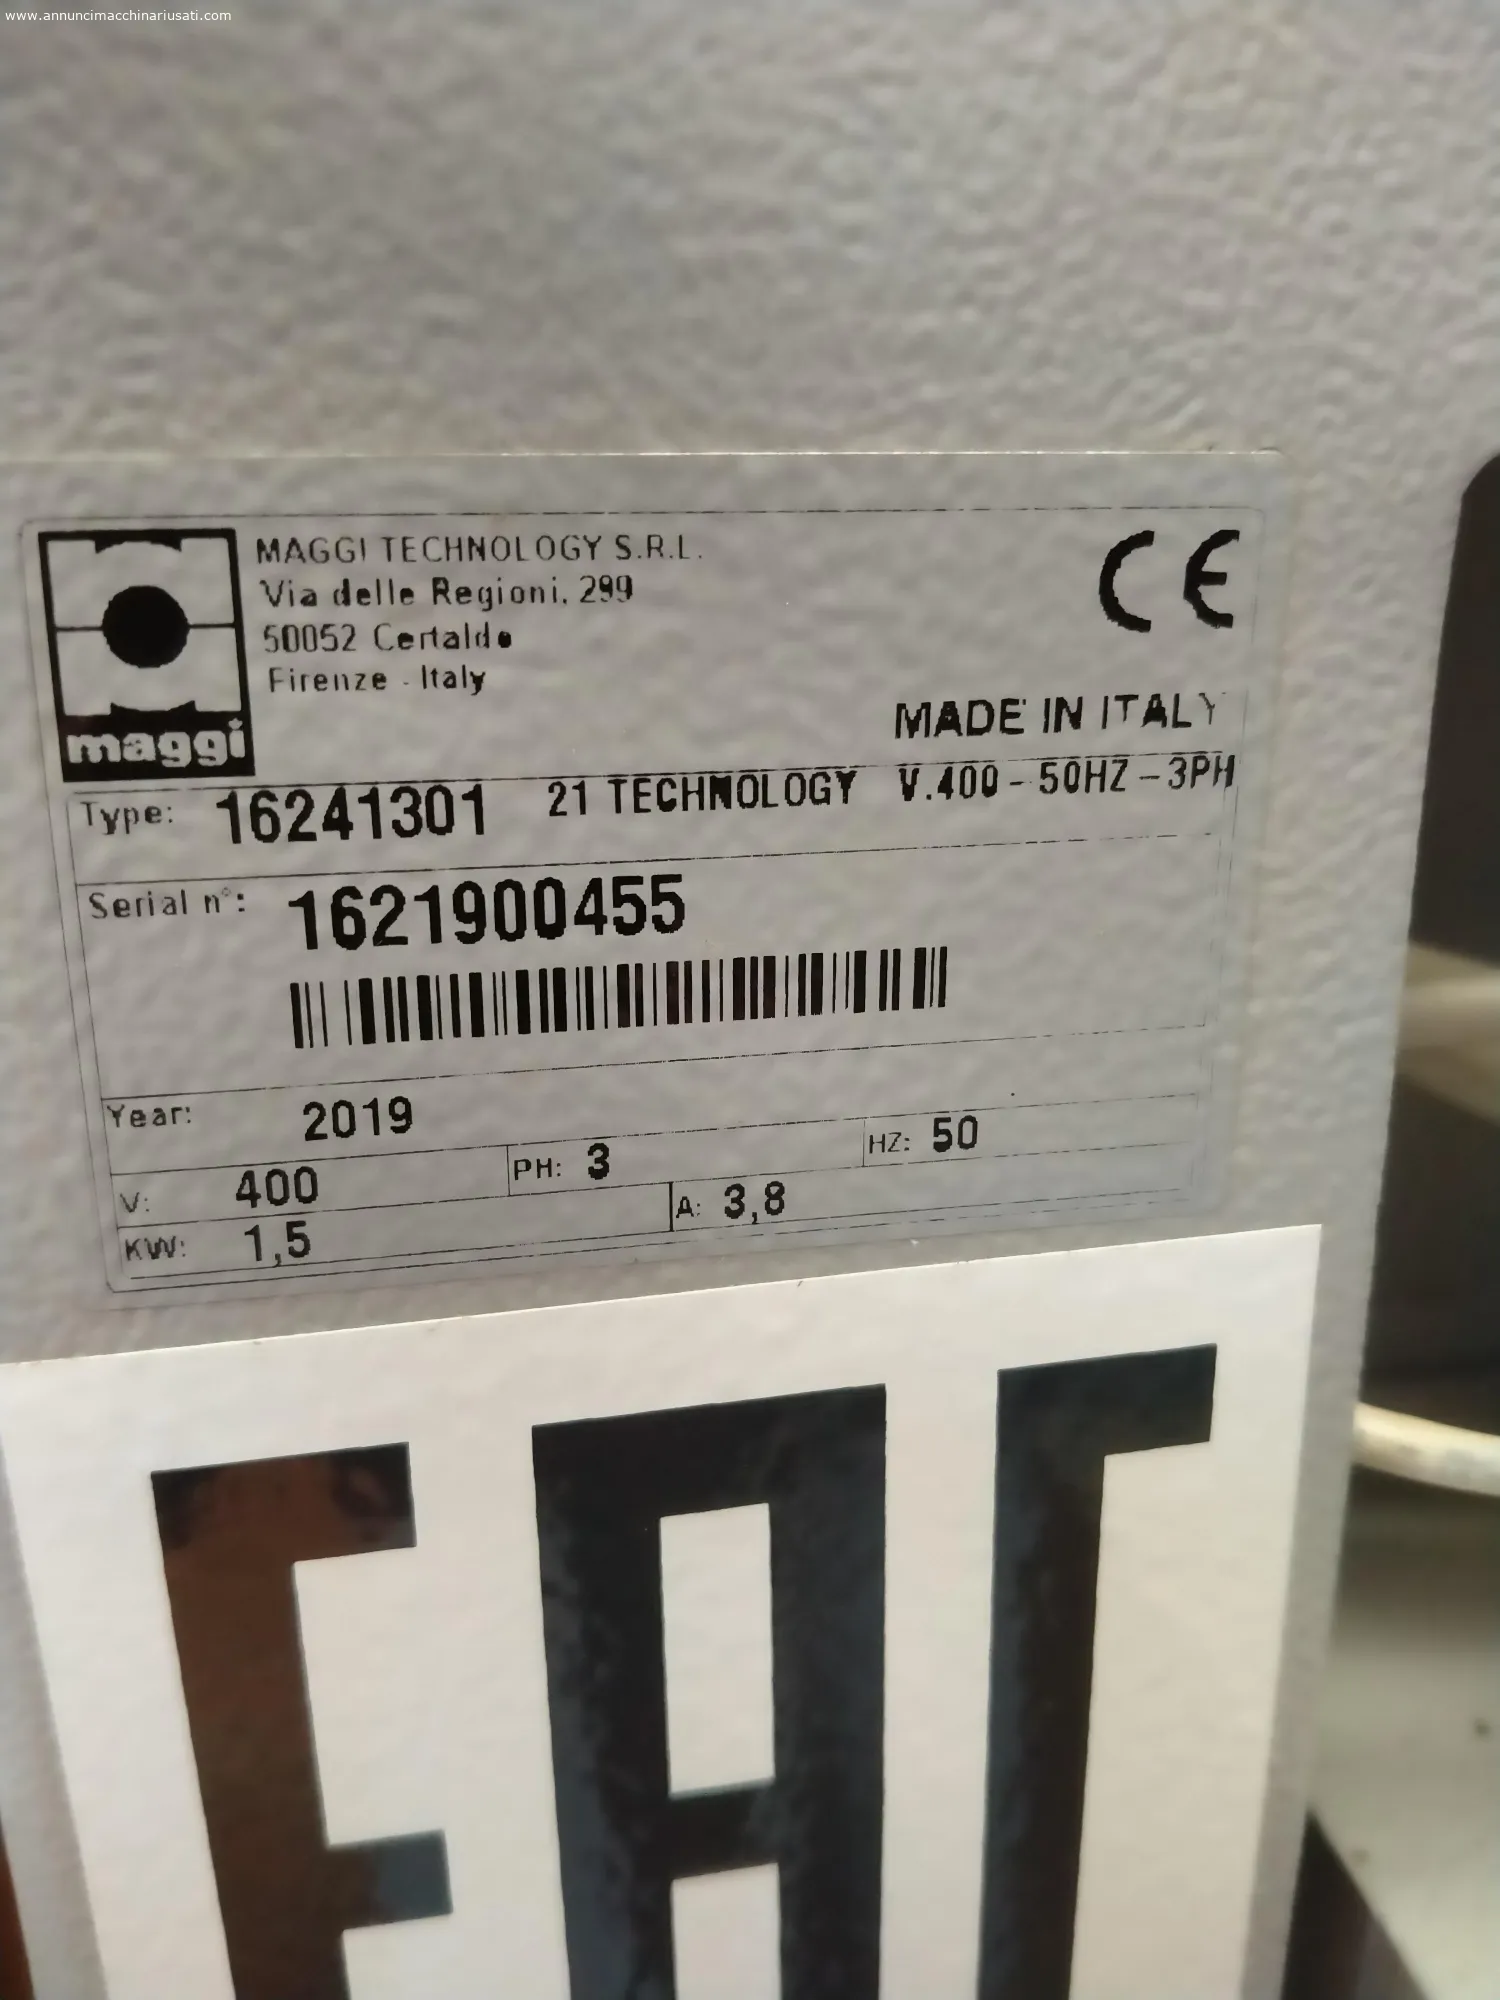 www.annuncimacchinariusati.com
MAGGI TECHNOLOGY S.R.L.
Via delle Regioni, 299
50052 Certaldo
Firenze - Italy
CE
maggi
MADE IN ITALY
Type: 16241301 21 TECHNOLOGY V.400 - 50HZ - 3PH
Serial n°: 1621900455
Year: 2019
V: 400 PH: 3 HZ: 50
KW: 1,5 A: 3,8
EAC